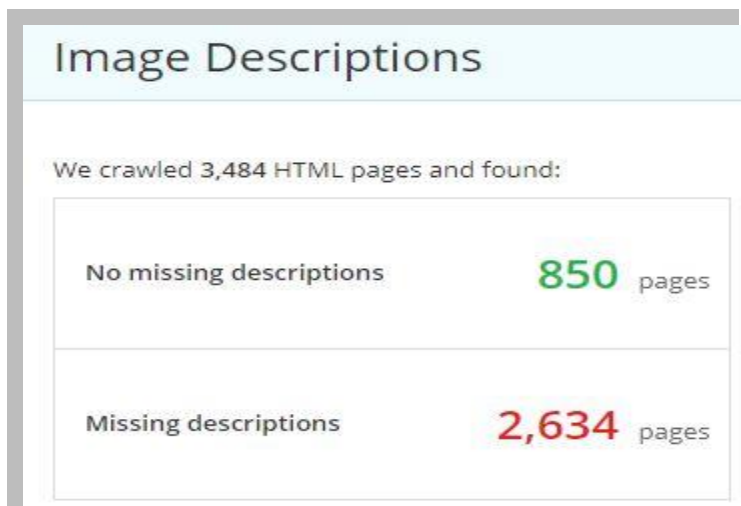 Image Descriptions
We crawled 3,484 HTML pages and found:
No missing descriptions 850 pages
Missing descriptions 2,634 pages